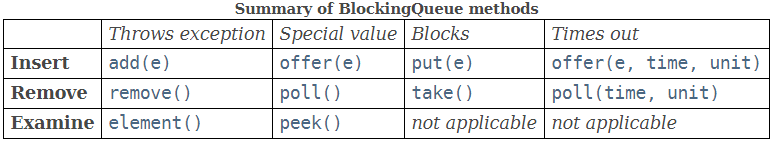 Summary of BlockingQueue methods
Throws exception Special value Blocks Times out
Insert add(e) offer(e) put(e) offer(e, time, unit)
Remove remove() poll() take() poll(time, unit)
Examine element() peek() not applicable not applicable